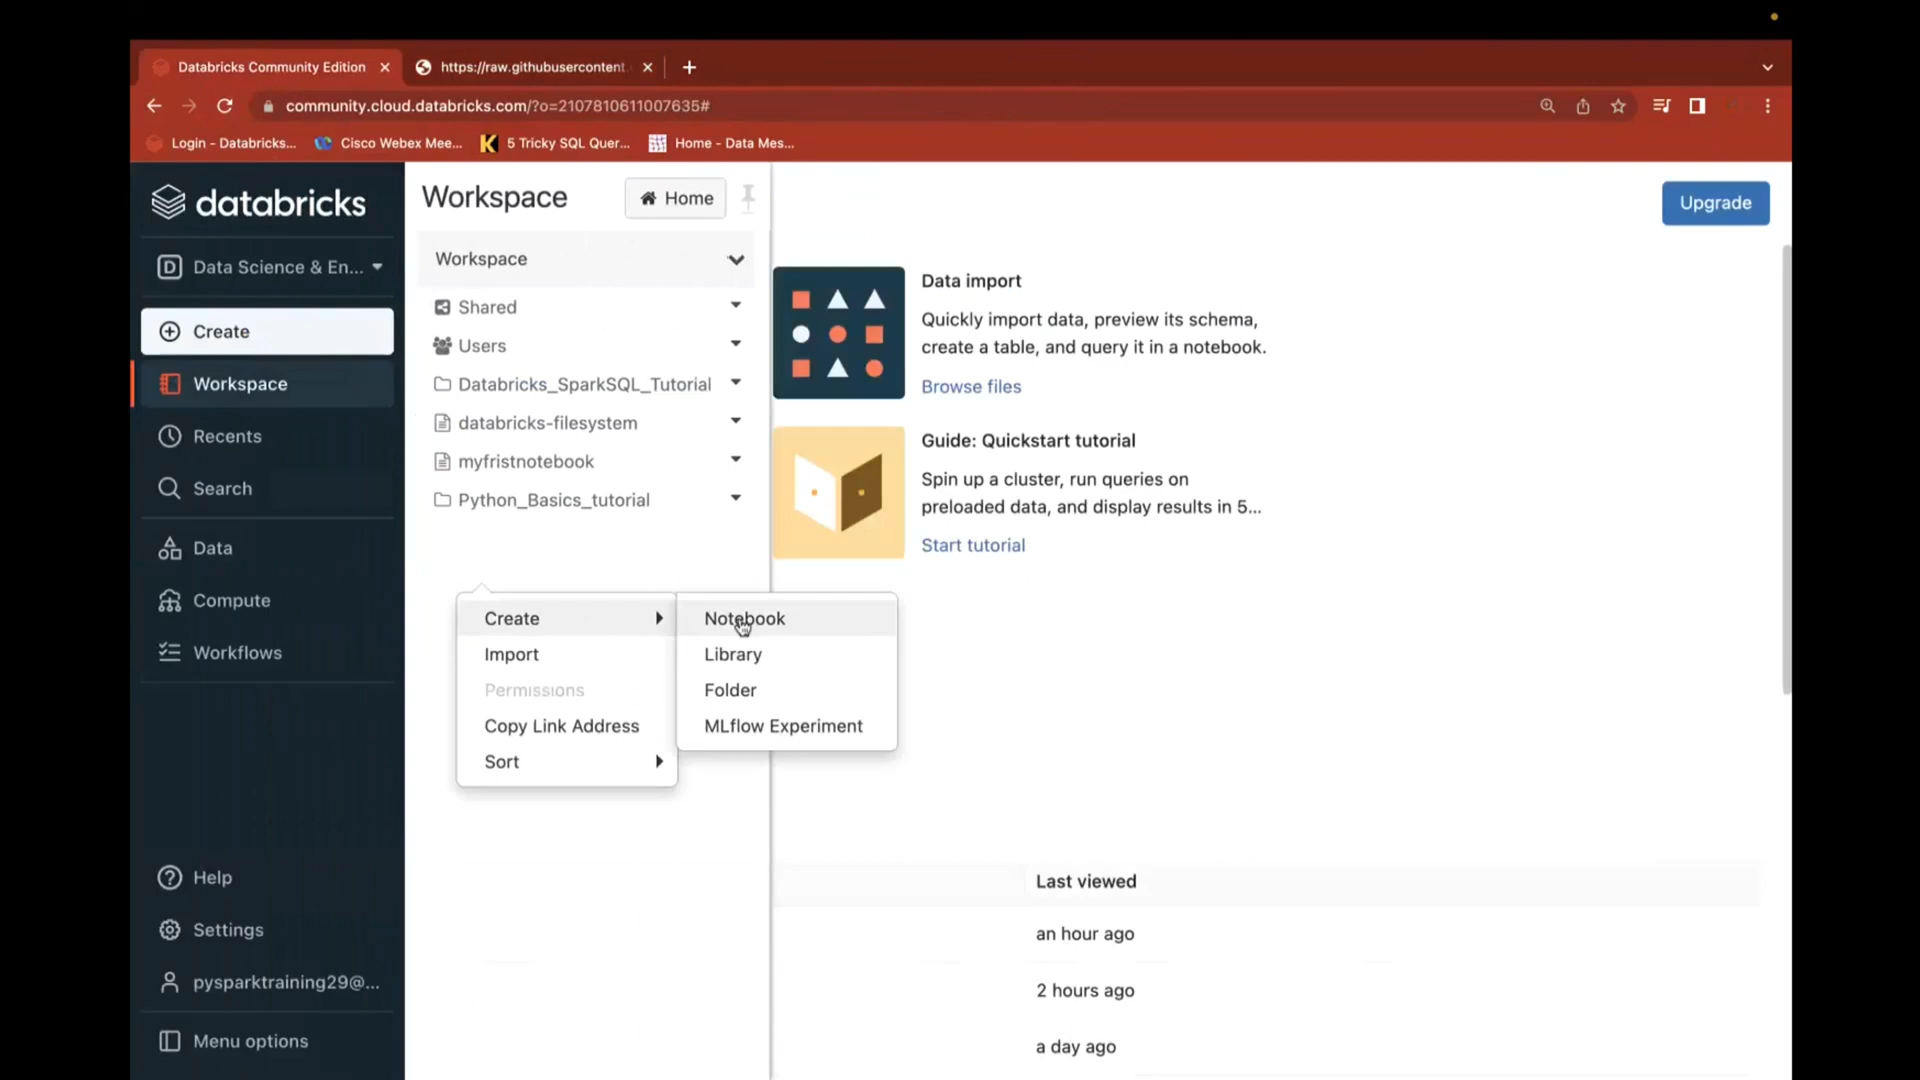 Databricks Community Edition
https://raw.githubusercontent.
community.cloud.databricks.com/?o=2107810611007635#
Login - Databricks...
Cisco Webex Mee...
5 Tricky SQL Quer...
Home - Data Mes...
databricks
Data Science & En...
Create
Workspace
Recents
Search
Data
Compute
Workflows
Help
Settings
pysparktraining29@...
Menu options
Workspace
Home
Workspace
Shared
Users
Databricks_SparkSQL_Tutorial
databricks-filesystem
myfristnotebook
Python_Basics_tutorial
Create
Import
Permissions
Copy Link Address
Sort
Notebook
Library
Folder
MLflow Experiment
Upgrade
Data import
Quickly import data, preview its schema,
create a table, and query it in a notebook.
Browse files
Guide: Quickstart tutorial
Spin up a cluster, run queries on
preloaded data, and display results in 5...
Start tutorial
Last viewed
an hour ago
2 hours ago
a day ago